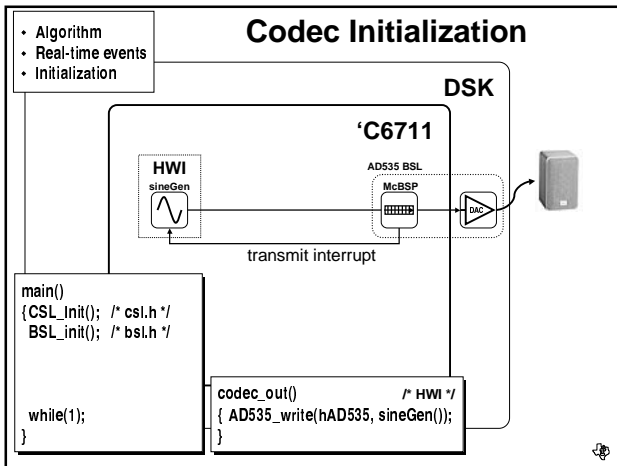 Codec Initialization
• Algorithm
• Real-time events
• Initialization
DSK
‘C6711
AD535 BSL
HWI
sineGen
McBSP
DAC
transmit interrupt
main()
{CSL_Init(); /* csl.h */
BSL_init(); /* bsl.h */
while(1);
}
codec_out() /* HWI */
{ AD535_write(hAD535, sineGen());
}